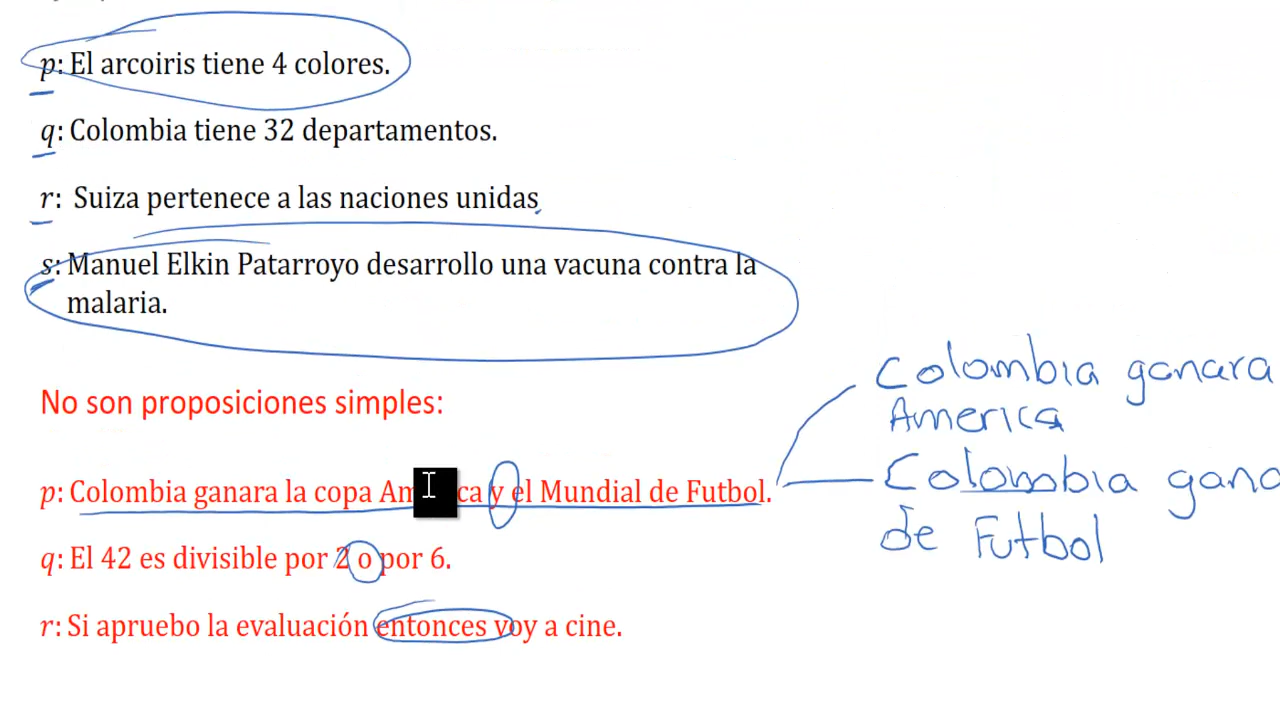 p: El arcoiris tiene 4 colores.
q: Colombia tiene 32 departamentos.
r: Suiza pertenece a las naciones unidas.
s: Manuel Elkin Patarroyo desarrollo una vacuna contra la
malaria.
No son proposiciones simples:
p: Colombia ganara la copa Am ca y el Mundial de Futbol.
q: El 42 es divisible por 2 o por 6.
r: Si apruebo la evaluación entonces voy a cine.
Colombia ganara
America
Colombia gana
de Futbol